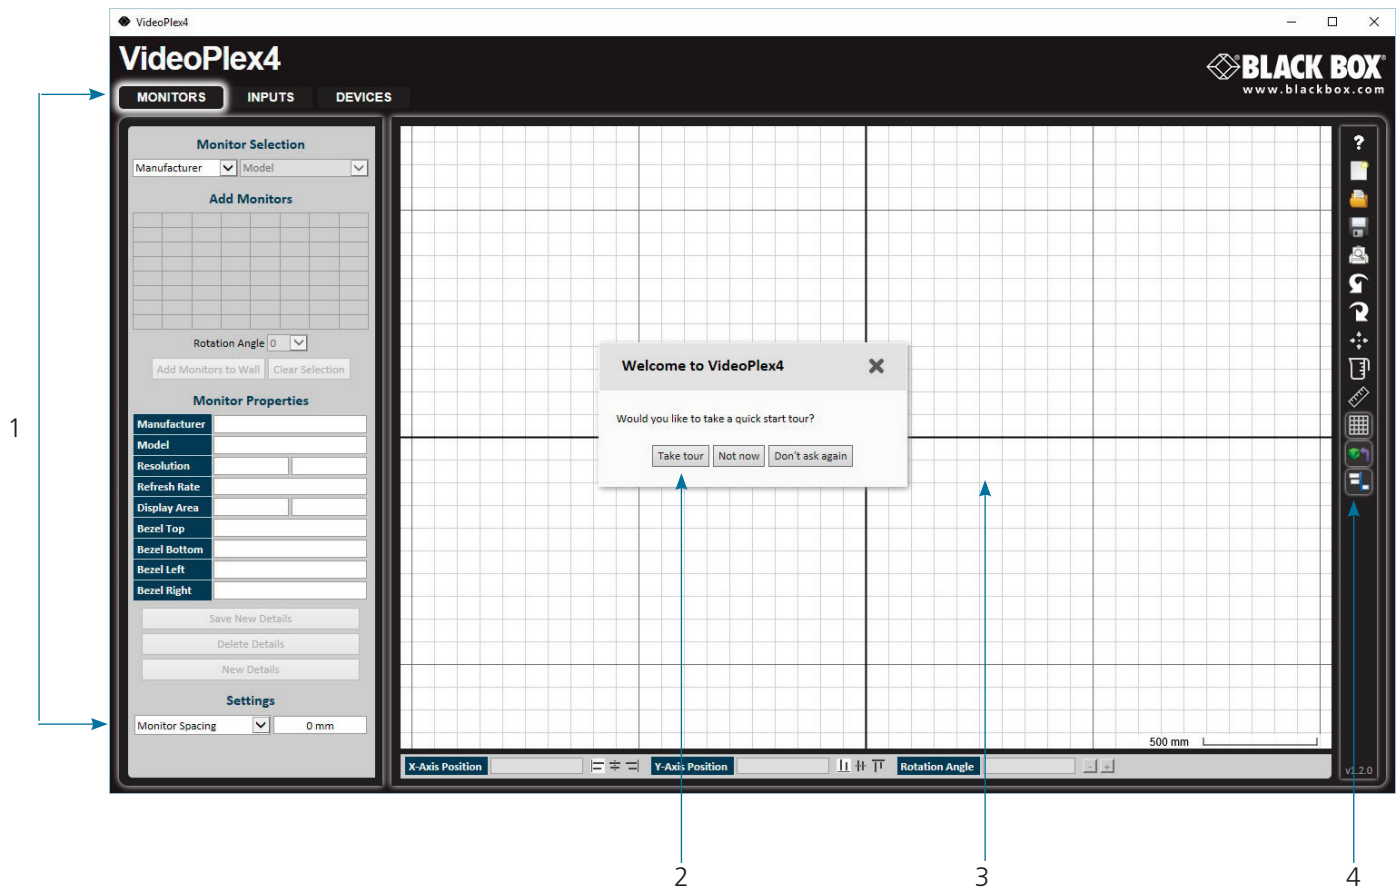 VideoPlex4
VideoPlex4
BLACK BOX®
www.blackbox.com
MONITORS INPUTS DEVICES
Monitor Selection
Manufacturer Model
Add Monitors
Rotation Angle 0
Add Monitors to Wall Clear Selection
Monitor Properties
Manufacturer
Model
Resolution
Refresh Rate
Display Area
Bezel Top
Bezel Bottom
Bezel Left
Bezel Right
Save New Details
Delete Details
New Details
Settings
Monitor Spacing 0 mm
Welcome to VideoPlex4
Would you like to take a quick start tour?
Take tour Not now Don't ask again
500 mm
X-Axis Position Y-Axis Position Rotation Angle - +
?
v1.2.0
1
2 3 4